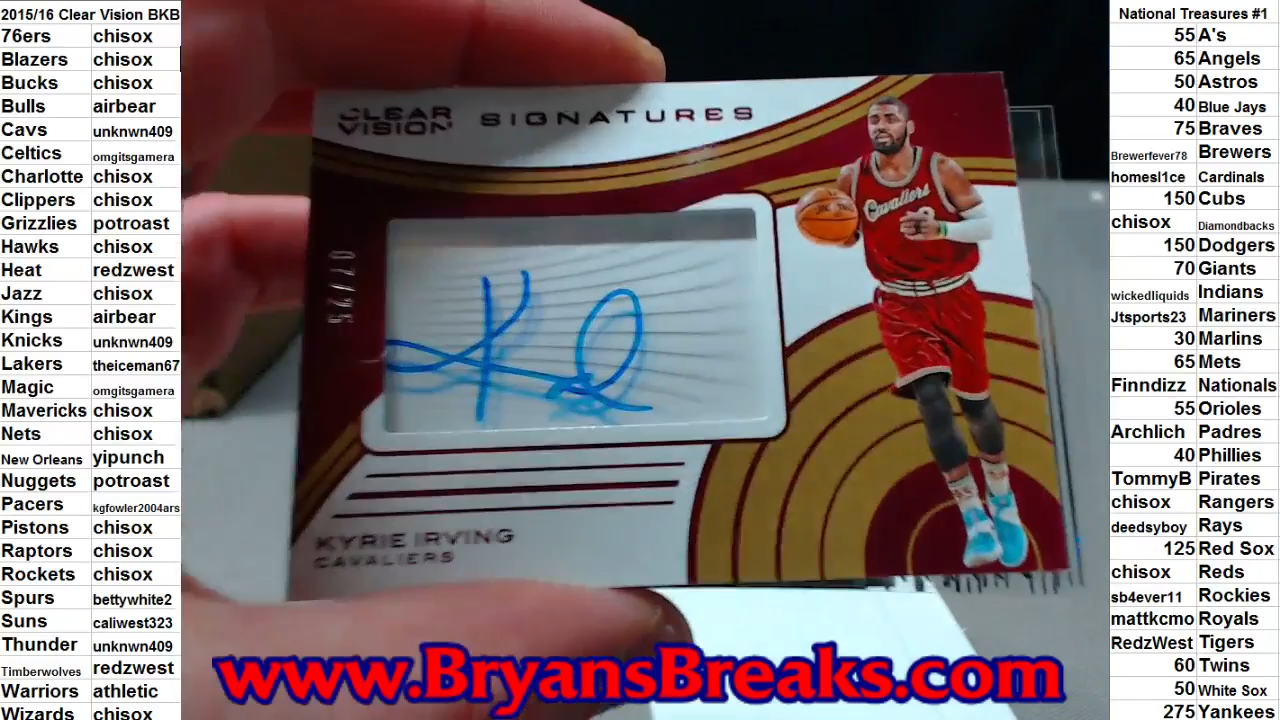 2015/16 Clear Vision BKB
76ers chisox
Blazers chisox
Bucks chisox
Bulls airbear
Cavs unknwn409
Celtics omgitsgamera
Charlotte chisox
Clippers chisox
Grizzlies potroast
Hawks chisox
Heat redzwest
Jazz chisox
Kings airbear
Knicks unknwn409
Lakers theiceman67
Magic omgitsgamera
Mavericks chisox
Nets chisox
New Orleans yipunch
Nuggets potroast
Pacers kgfowler2004ars
Pistons chisox
Raptors chisox
Rockets chisox
Spurs bettywhite2
Suns caliwest323
Thunder unknwn409
Timberwolves redzwest
Warriors athletic
Wizards chisox
CLEAR VISION SIGNATURES
Cavaliers
KYRIE IRVING
CAVALIERS
www.BryansBreaks.com
National Treasures #1
55 A's
65 Angels
50 Astros
40 Blue Jays
75 Braves
Brewerfever78 Brewers
homesl1ce Cardinals
150 Cubs
chisox Diamondbacks
150 Dodgers
70 Giants
wickedliquids Indians
Jtsports23 Mariners
30 Marlins
65 Mets
Finndizz Nationals
55 Orioles
Archlich Padres
40 Phillies
TommyB Pirates
chisox Rangers
deedsyboy Rays
125 Red Sox
chisox Reds
sb4ever11 Rockies
mattkcmo Royals
RedzWest Tigers
60 Twins
50 White Sox
275 Yankees